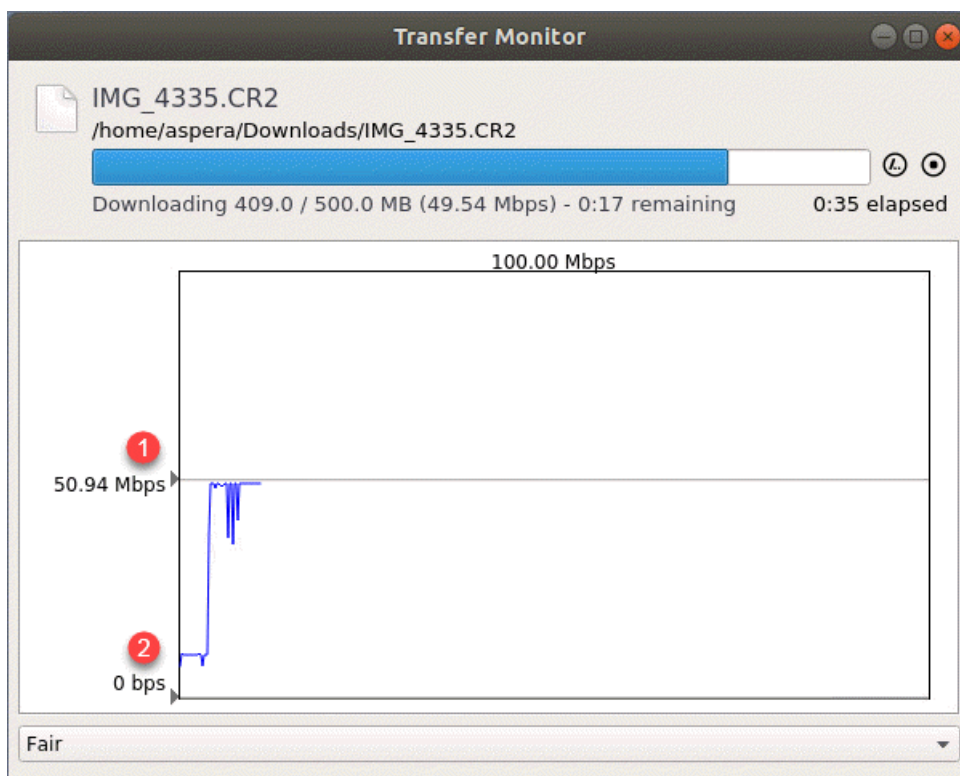 Transfer Monitor
IMG_4335.CR2
/home/aspera/Downloads/IMG_4335.CR2
Downloading 409.0 / 500.0 MB (49.54 Mbps) - 0:17 remaining 0:35 elapsed
100.00 Mbps
1
50.94 Mbps
2
0 bps
Fair